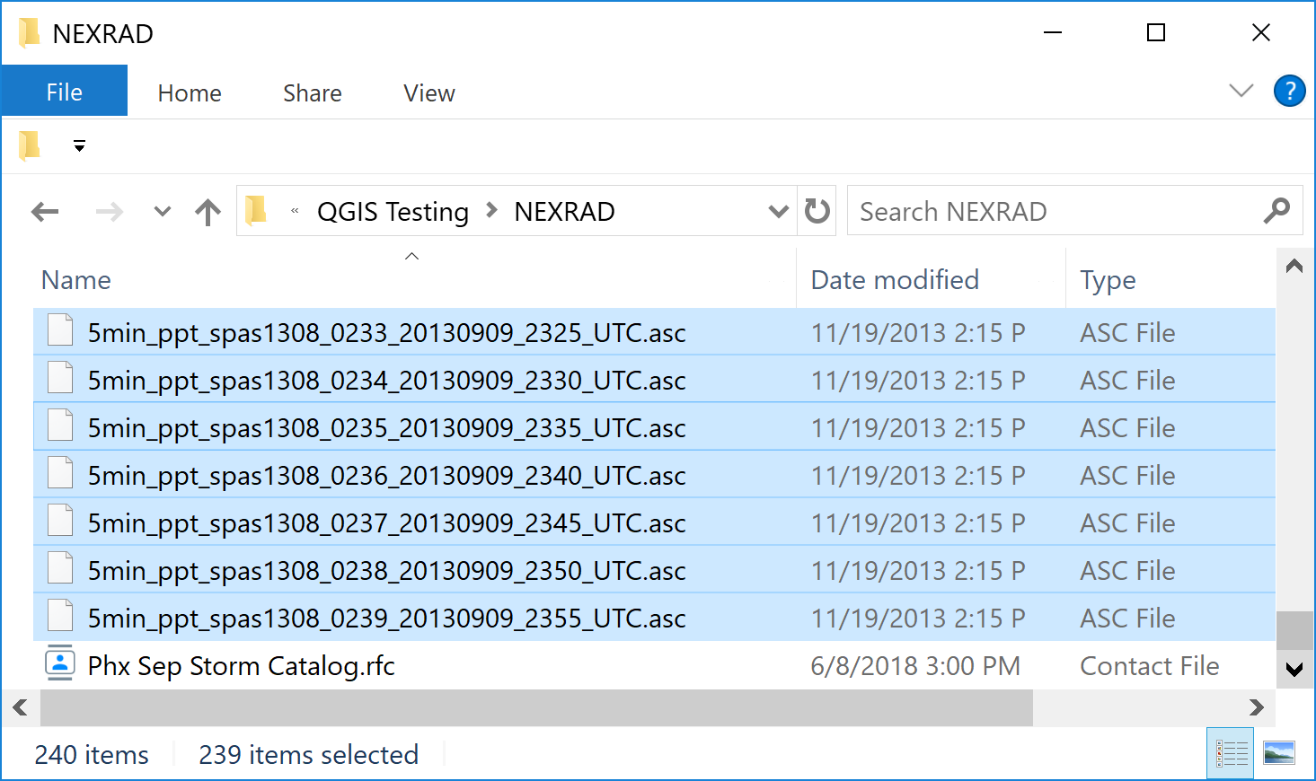 NEXRAD
File Home Share View ?
« QGIS Testing > NEXRAD Search NEXRAD
Name Date modified Type
5min_ppt_spas1308_0233_20130909_2325_UTC.asc 11/19/2013 2:15 P ASC File
5min_ppt_spas1308_0234_20130909_2330_UTC.asc 11/19/2013 2:15 P ASC File
5min_ppt_spas1308_0235_20130909_2335_UTC.asc 11/19/2013 2:15 P ASC File
5min_ppt_spas1308_0236_20130909_2340_UTC.asc 11/19/2013 2:15 P ASC File
5min_ppt_spas1308_0237_20130909_2345_UTC.asc 11/19/2013 2:15 P ASC File
5min_ppt_spas1308_0238_20130909_2350_UTC.asc 11/19/2013 2:15 P ASC File
5min_ppt_spas1308_0239_20130909_2355_UTC.asc 11/19/2013 2:15 P ASC File
Phx Sep Storm Catalog.rfc 6/8/2018 3:00 PM Contact File
240 items 239 items selected